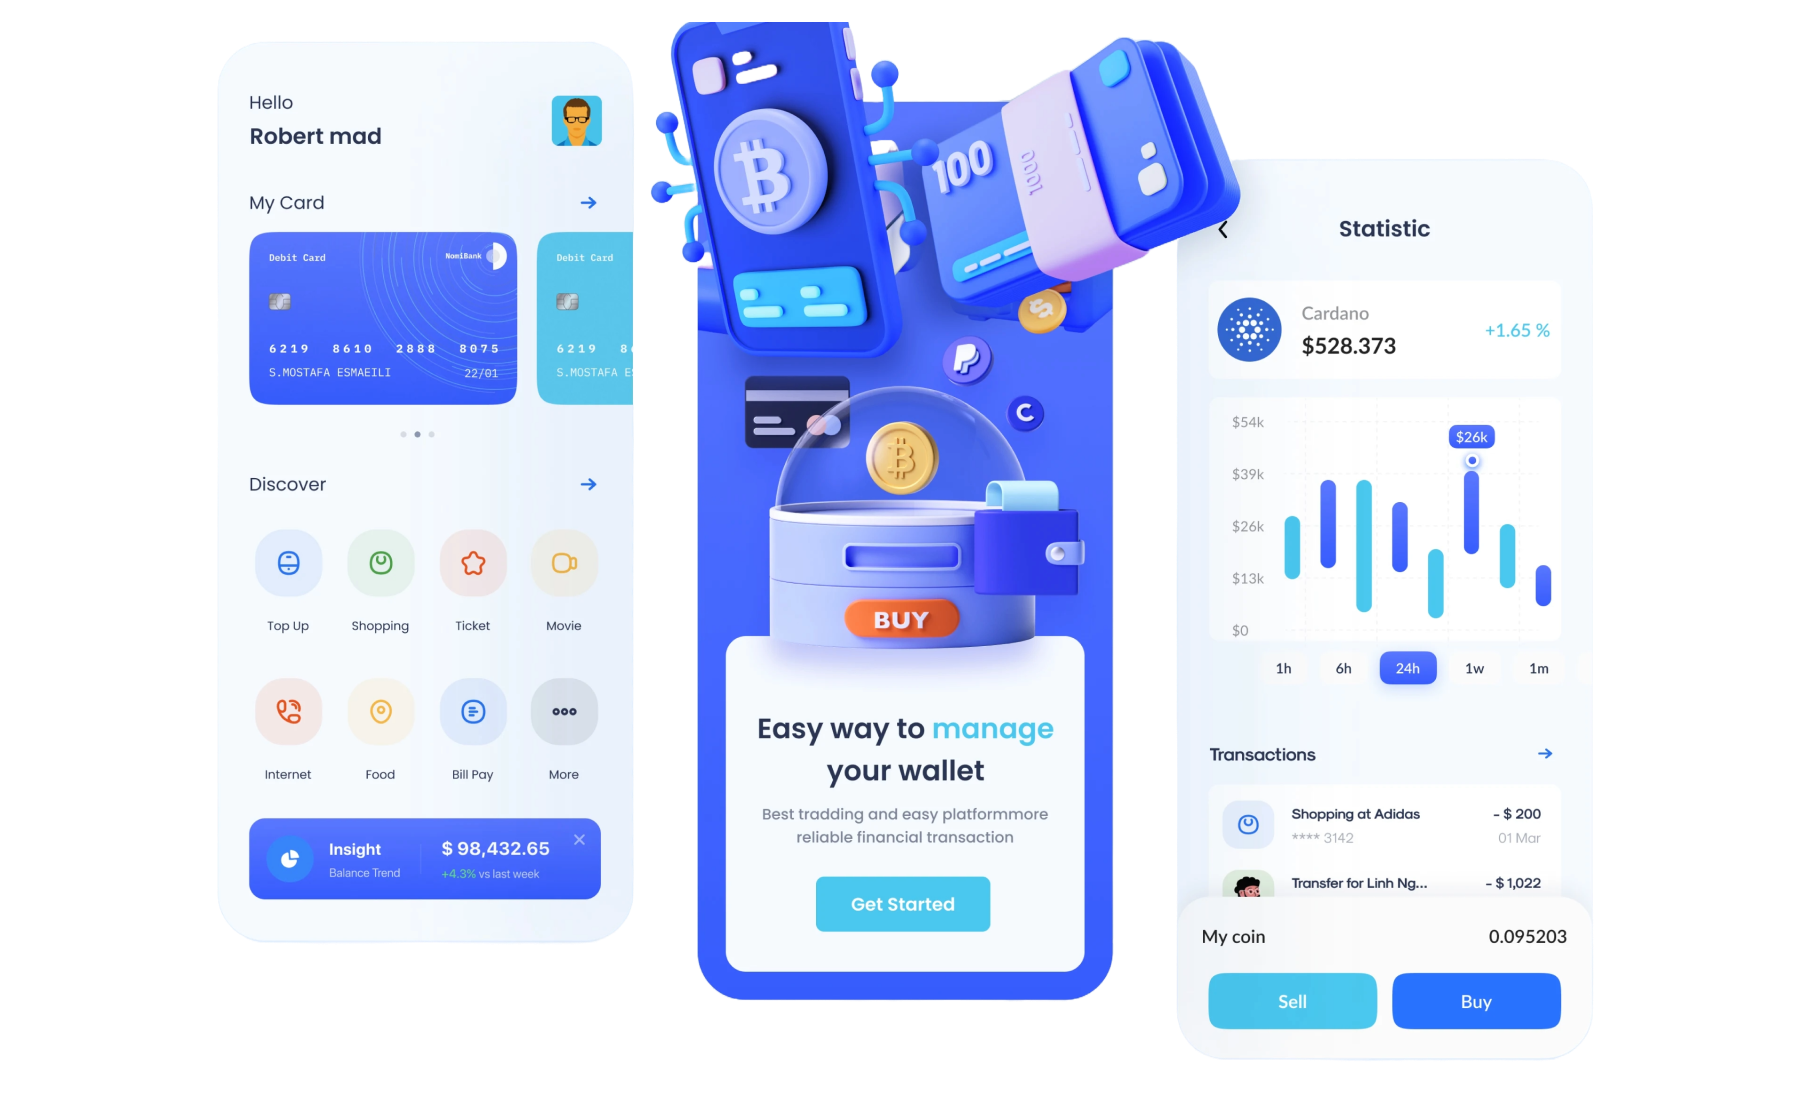 Hello
Robert mad
My Card
Debit Card
NomiBank
6219 8610 2888 8075
S.MOSTAFA ESMAEILI 22/01
Debit Card
6219
S.MOSTAFA
Discover
Top Up Shopping Ticket Movie
Internet Food Bill Pay More
Insight
Balance Trend
$ 98,432.65
+4.3% vs last week
100
1000
BUY
Easy way to manage
your wallet
Best tradding and easy platformmore
reliable financial transaction
Get Started
Statistic
Cardano
$528.373
+1.65 %
$54k
$39k
$26k
$13k
$0
$26k
1h 6h 24h 1w 1m
Transactions
Shopping at Adidas - $ 200
**** 3142 01 Mar
Transfer for Linh Ng... - $ 1,022
My coin 0.095203
Sell Buy